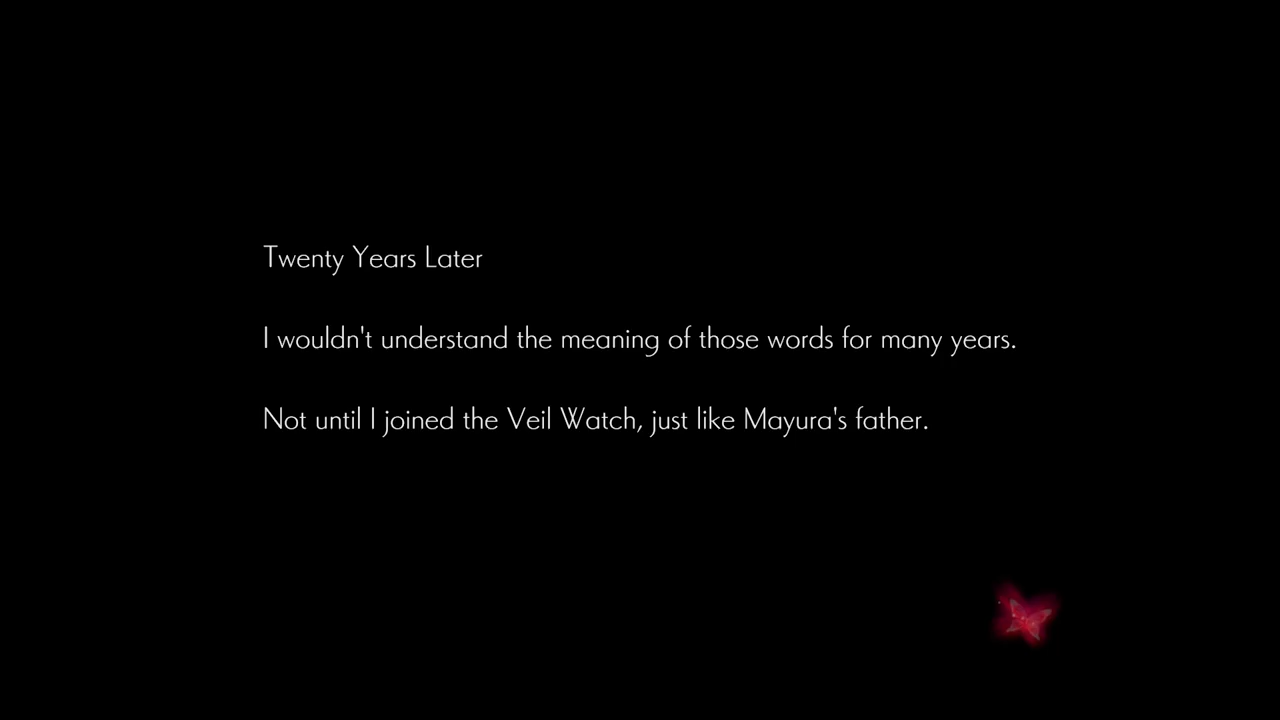 Twenty Years Later
I wouldn't understand the meaning of those words for many years.
Not until I joined the Veil Watch, just like Mayura's father.